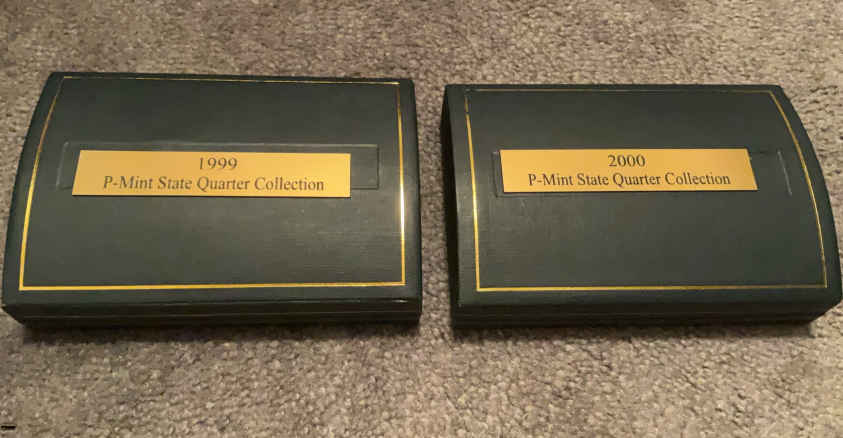 1999
P-Mint State Quarter Collection
2000
P-Mint State Quarter Collection